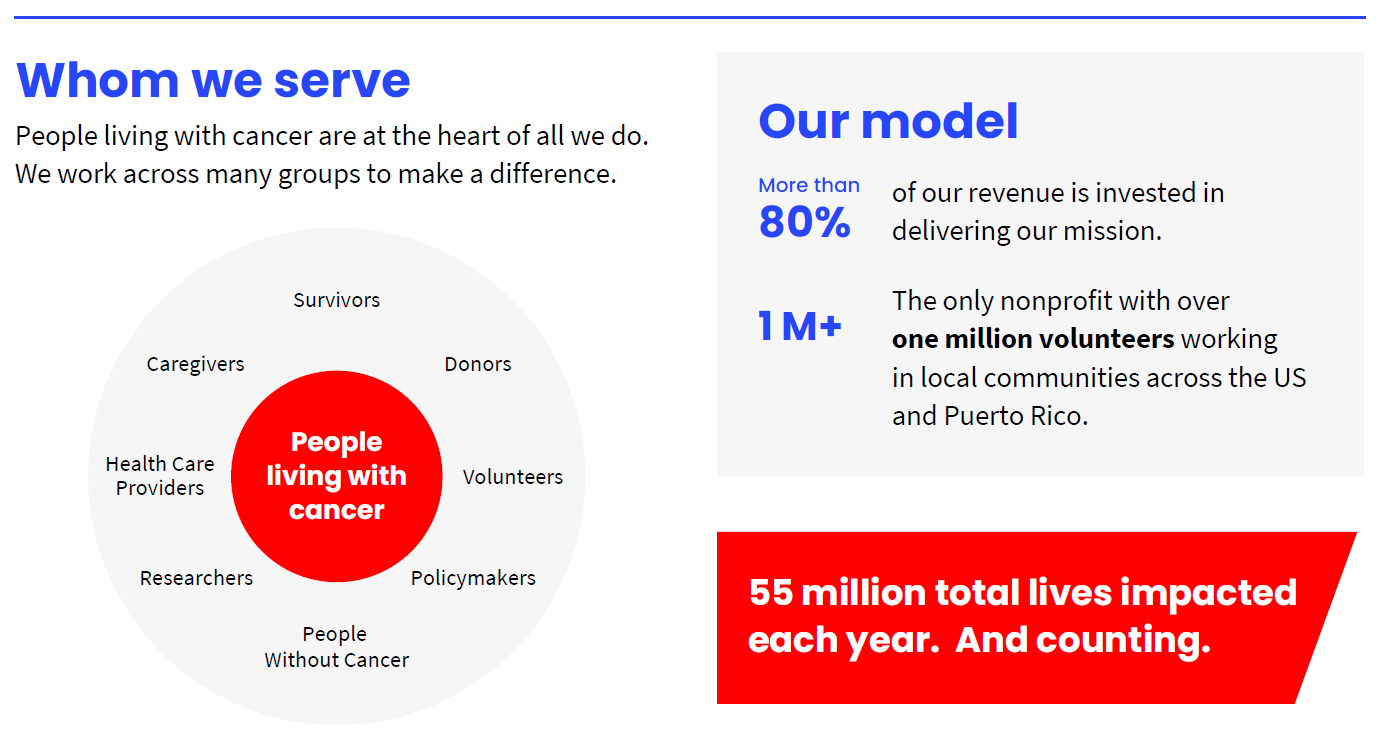 Whom we serve
People living with cancer are at the heart of all we do.
We work across many groups to make a difference.
Survivors
Caregivers
Donors
Health Care
Providers
People
living with
cancer
Volunteers
Researchers
Policymakers
People
Without Cancer
Our model
More than
80%
of our revenue is invested in
delivering our mission.
1 M+
The only nonprofit with over
one million volunteers working
in local communities across the US
and Puerto Rico.
55 million total lives impacted
each year.  And counting.